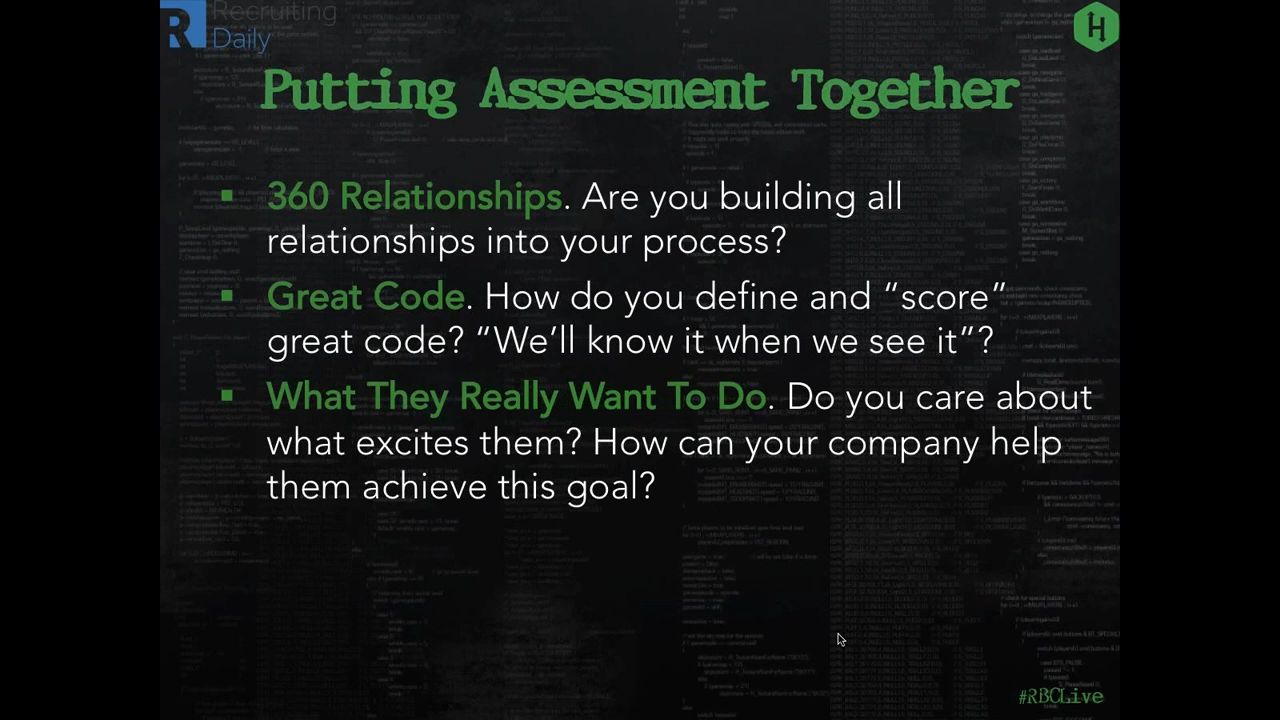 Recruiting
Daily
Putting Assessment Together
▪ 360 Relationships. Are you building all
relationships into your process?
▪ Great Code. How do you define and “score”
great code? “We’ll know it when we see it”?
▪ What They Really Want To Do. Do you care about
what excites them? How can your company help
them achieve this goal?
#RBCLive